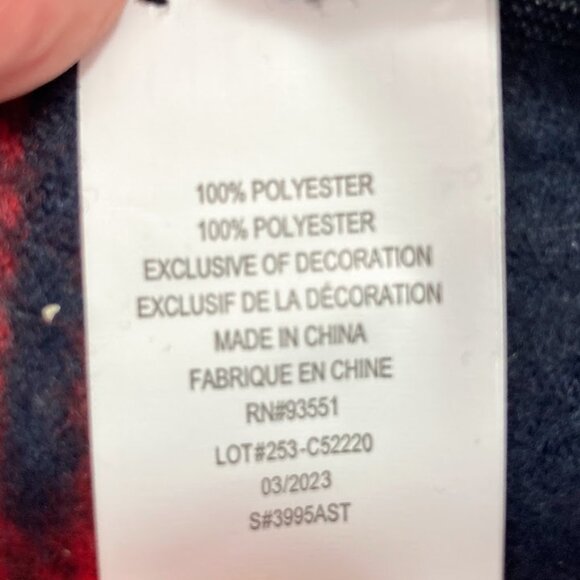 100% POLYESTER
100% POLYESTER
EXCLUSIVE OF DECORATION
EXCLUSIF DE LA DÉCORATION
MADE IN CHINA
FABRIQUE EN CHINE
RN#93551
LOT#253-C52220
03/2023
S#3995AST